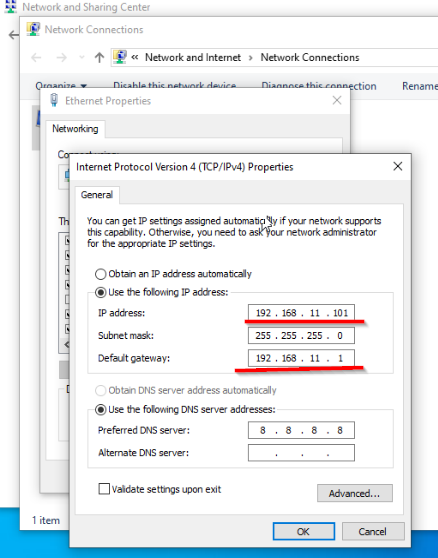 Network and Sharing Center
Network Connections
« Network and Internet > Network Connections
Organize Disable this network device Diagnose this connection Rename
Ethernet Properties
Networking
Internet Protocol Version 4 (TCP/IPv4) Properties
General
You can get IP settings assigned automatically if your network supports
this capability. Otherwise, you need to ask your network administrator
for the appropriate IP settings.
Obtain an IP address automatically
Use the following IP address:
IP address: 192 . 168 . 11 . 101
Subnet mask: 255 . 255 . 255 . 0
Default gateway: 192 . 168 . 11 . 1
Obtain DNS server address automatically
Use the following DNS server addresses:
Preferred DNS server: 8 . 8 . 8 . 8
Alternate DNS server: . . .
Validate settings upon exit
Advanced...
1 item
OK Cancel